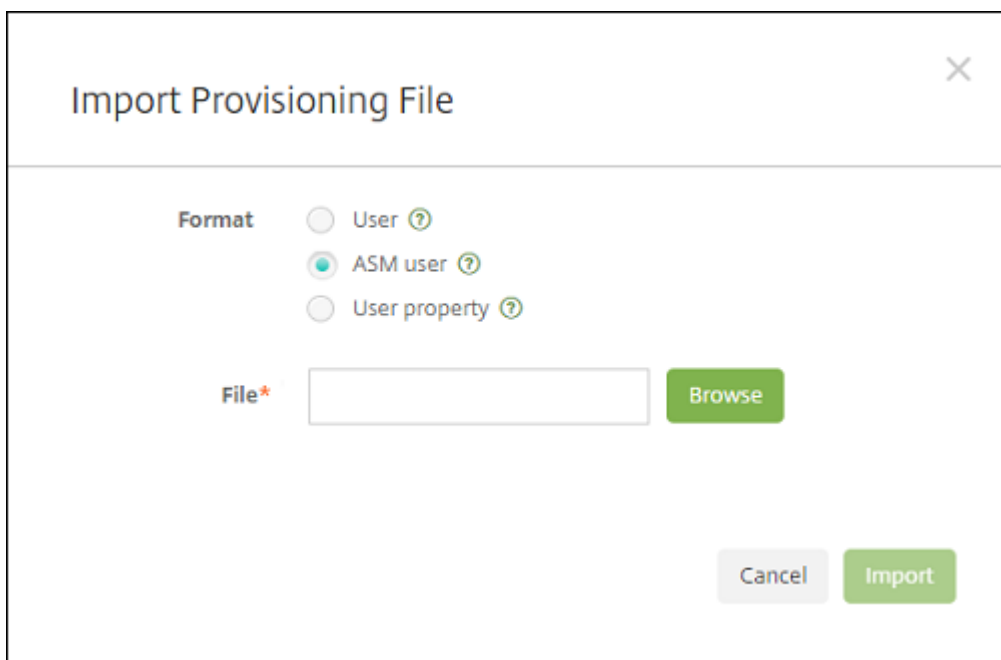 Import Provisioning File
Format
User ?
ASM user ?
User property ?
File*
Browse
Cancel
Import